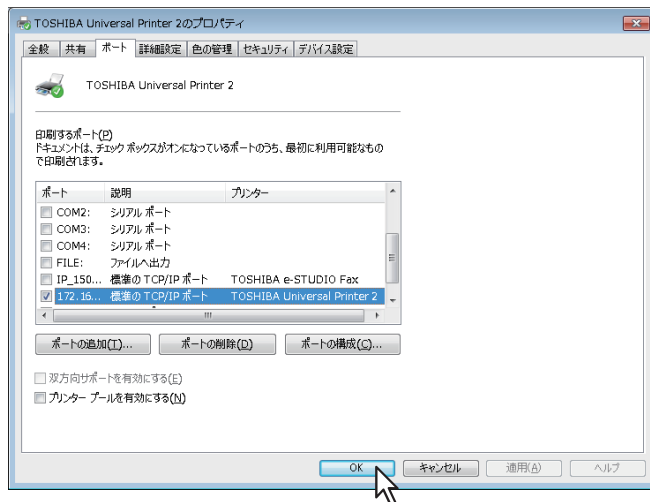 TOSHIBA Universal Printer 2のプロパティ
全般 共有 ポート 詳細設定 色の管理 セキュリティ デバイス設定
TOSHIBA Universal Printer 2
印刷するポート(P)
ドキュメントは、チェック ボックスがオンになっているポートのうち、最初に利用可能なもの
で印刷されます。
ポート 説明 プリンター
COM2: シリアル ポート
COM3: シリアル ポート
COM4: シリアル ポート
FILE: ファイルへ出力
IP_150... 標準の TCP/IP ポート TOSHIBA e-STUDIO Fax
172.16... 標準の TCP/IP ポート TOSHIBA Universal Printer 2
ポートの追加(T)... ポートの削除(D) ポートの構成(C)...
双方向サポートを有効にする(E)
プリンター プールを有効にする(N)
OK キャンセル 適用(A) ヘルプ